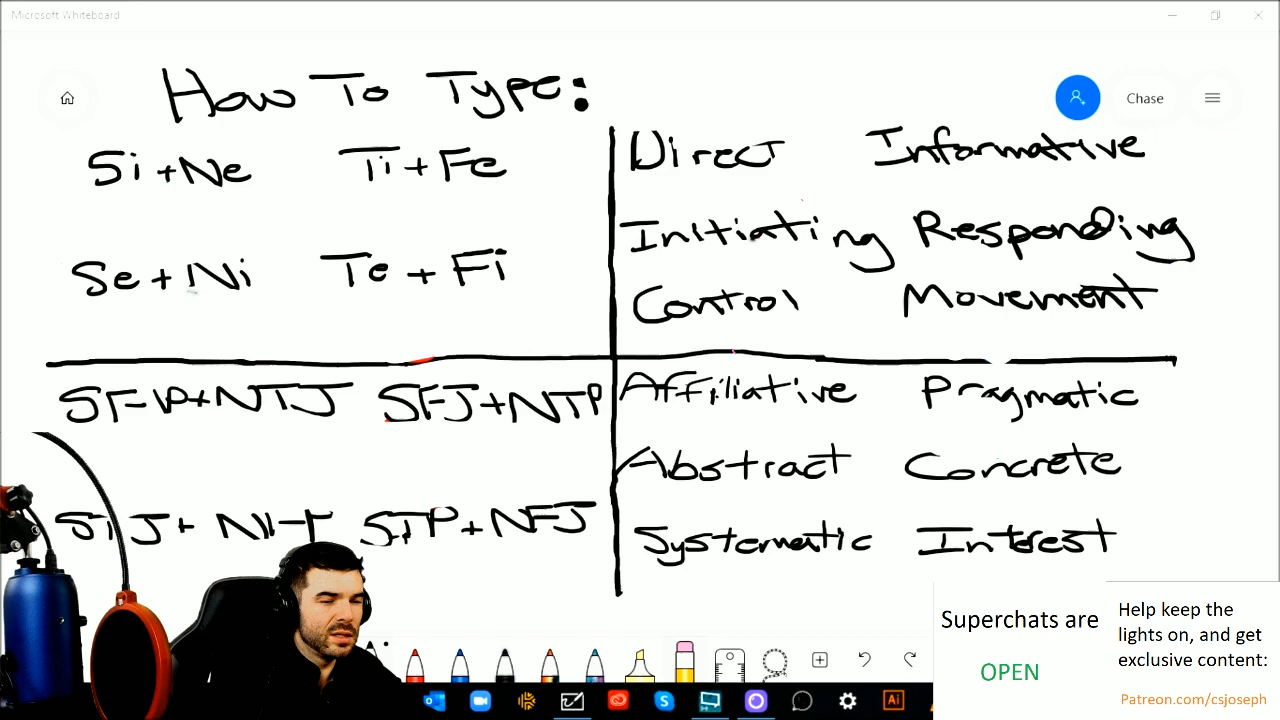 Microsoft Whiteboard
How To Type:
Chase
Si + Ne Ti + Fe
Se + Ni Te + Fi
Direct Informative
Initiating Responding
Control Movement
SFP + NTJ SFJ + NTP
STJ + NFP STP + NFJ
Affiliative Pragmatic
Abstract Concrete
Systematic Interest
Superchats are
OPEN
Help keep the
lights on, and get
exclusive content:
Patreon.com/csjoseph